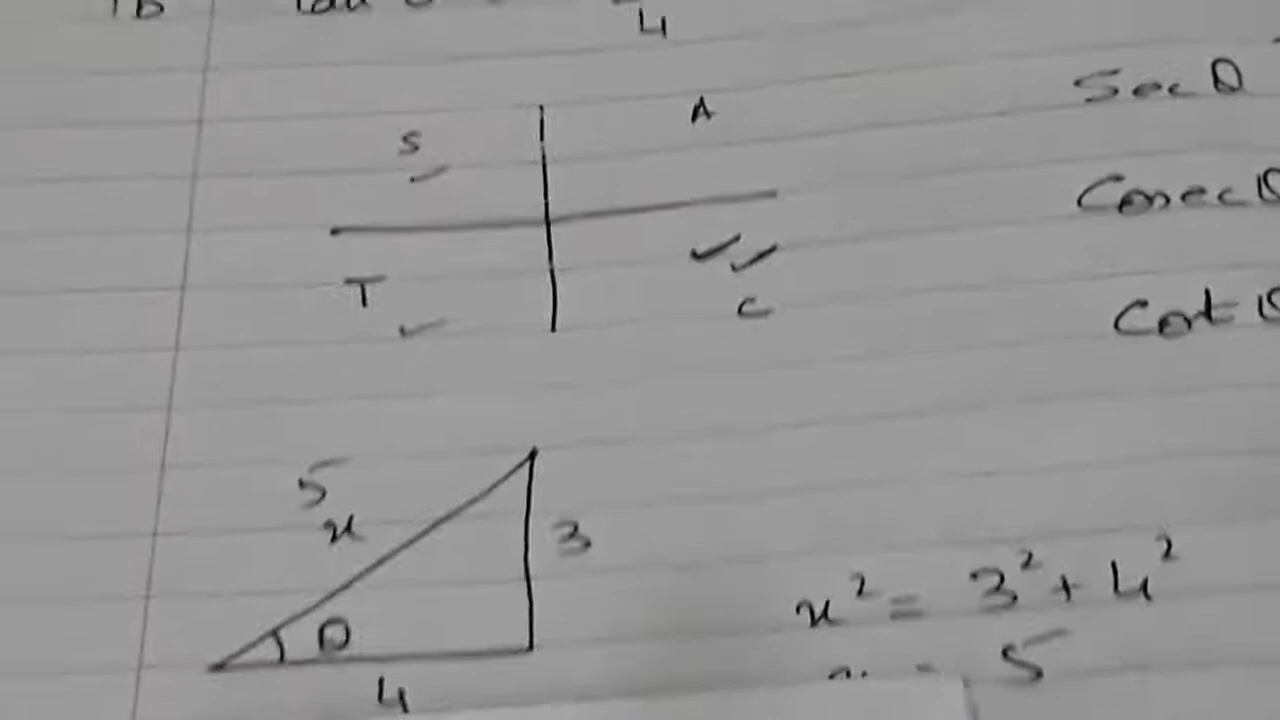 4
A
Sec θ
S
Cosec θ
T
C
Cot θ
5
x
3
x² = 3² + 4²
θ
5
4